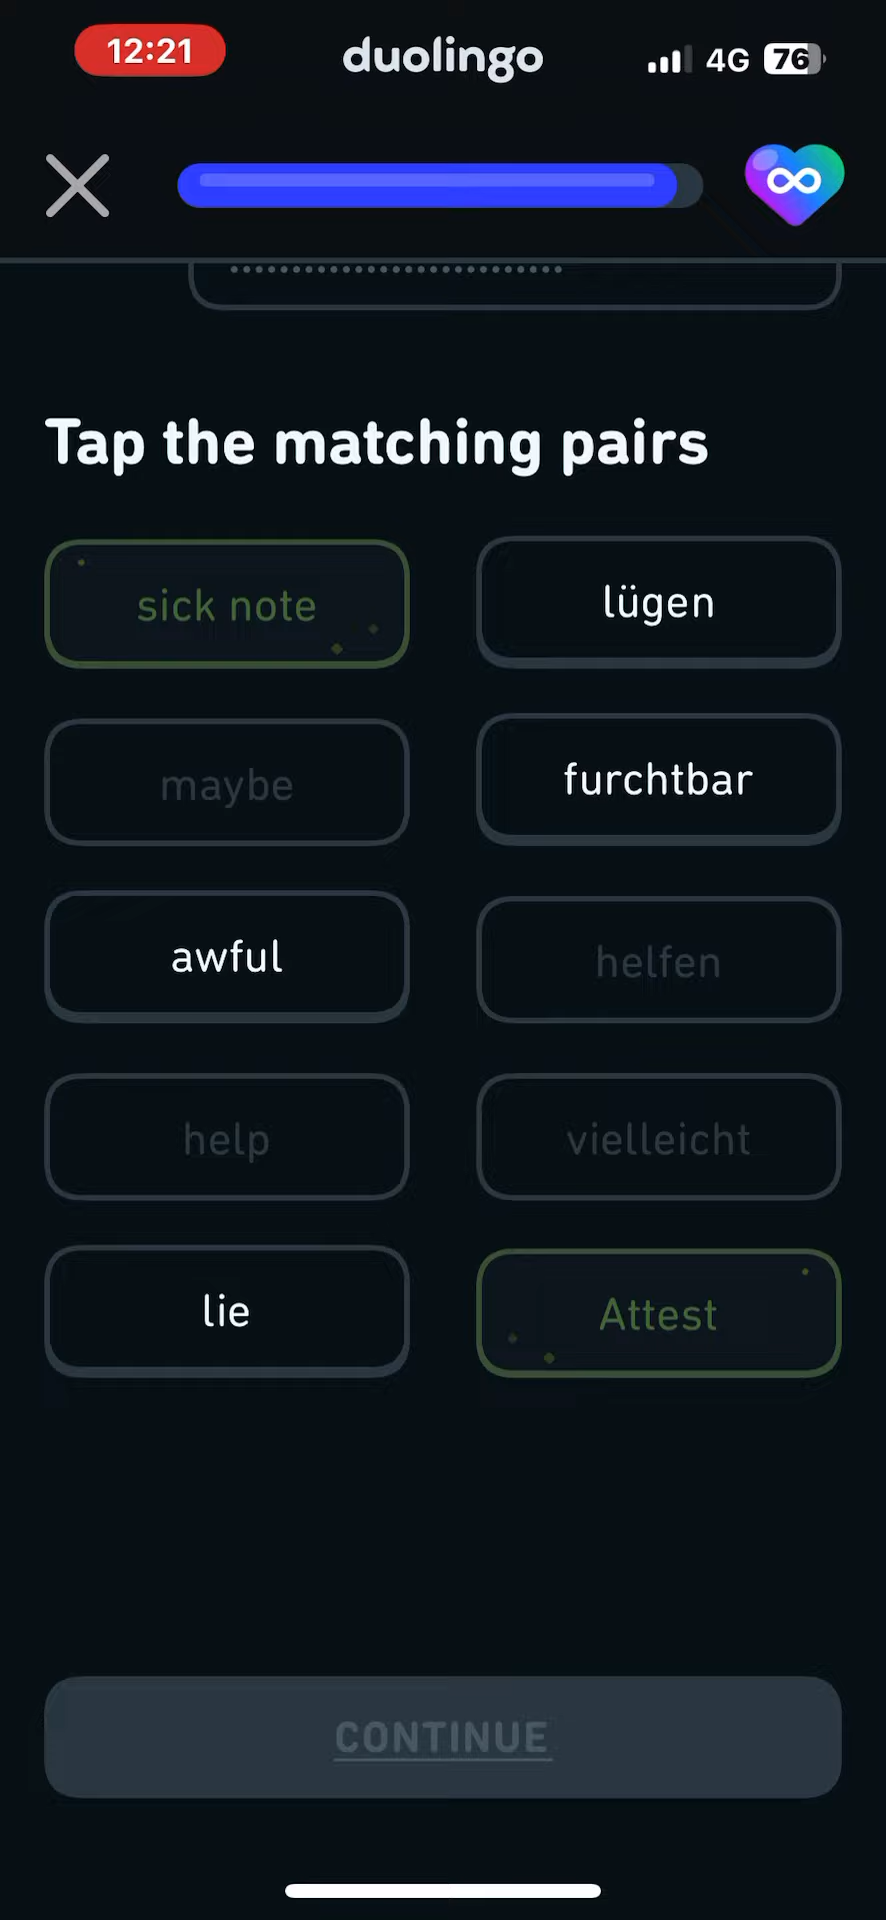 12:21
duolingo
4G
76
Tap the matching pairs
sick note
lügen
maybe
furchtbar
awful
helfen
help
vielleicht
lie
Attest
CONTINUE